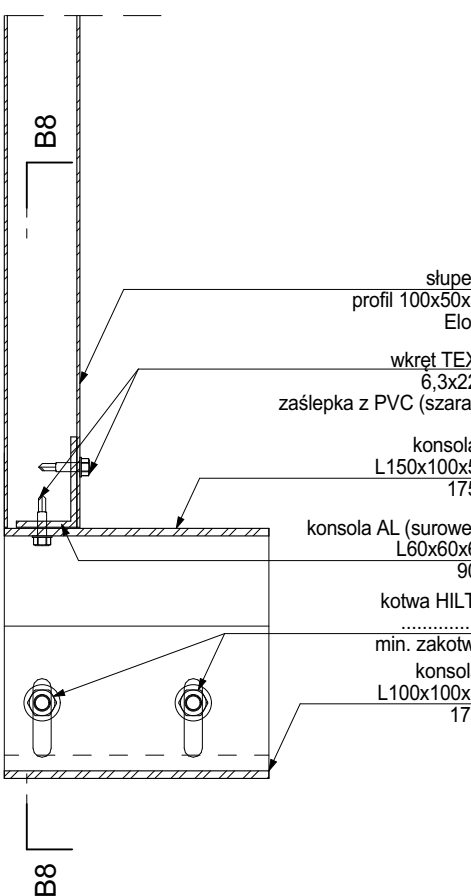 B8
słupe
profil 100x50x
Elo
wkręt TEX
6,3x22
zaślepka z PVC (szara
konsola
L150x100x5
175
konsola AL (surowe
L60x60x6
90
kotwa HILT
..............
min. zakotw
konsola
L100x100x
17
B8